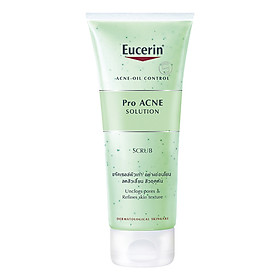 Eucerin®
ACNE-OIL CONTROL
Pro ACNE
SOLUTION
SCRUB
Unclogs pores &
Refines skin texture
DERMATOLOGICAL SKINCARE